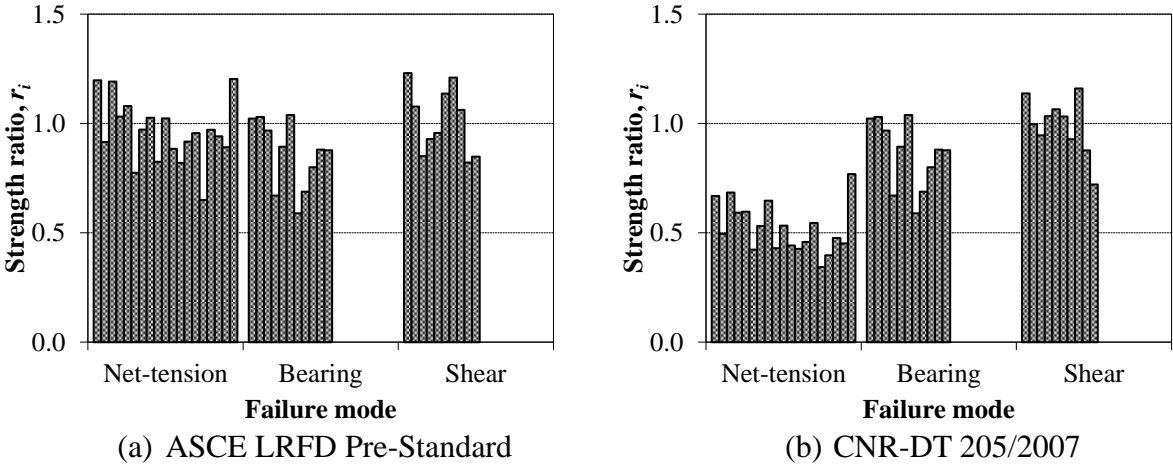 1.5
1.0
0.5
0.0
Strength ratio, ri
Net-tension Bearing Shear
Failure mode
(a) ASCE LRFD Pre-Standard
1.5
1.0
0.5
0.0
Strength ratio, ri
Net-tension Bearing Shear
Failure mode
(b) CNR-DT 205/2007